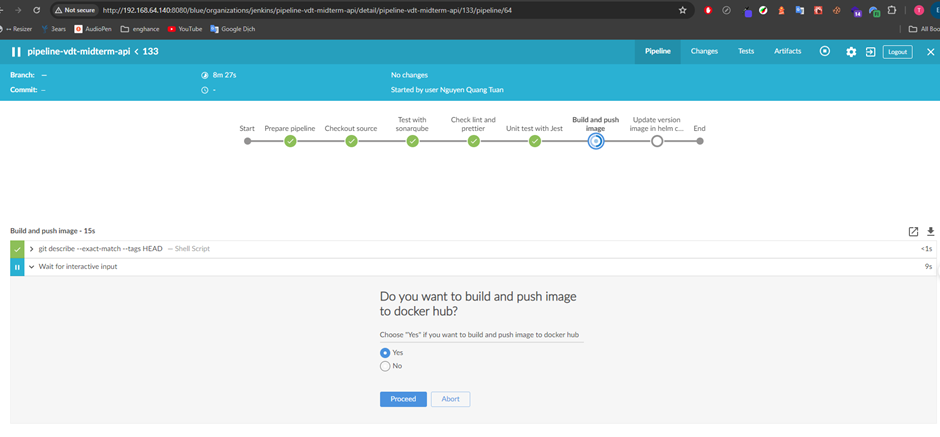 Not secure http://192.168.64.140:8080/blue/organizations/jenkins/pipeline-vdt-midterm-api/detail/pipeline-vdt-midterm-api/133/pipeline/64
Resizer 3ears AudioPen enghance YouTube Google Dịch All Boo
pipeline-vdt-midterm-api < 133 Pipeline Changes Tests Artifacts Logout
Branch: — 8m 27s No changes
Commit: – - Started by user Nguyen Quang Tuan
Start
Prepare pipeline
Checkout source
Test with
sonarqube
Check lint and
prettier
Unit test with Jest
Build and push
image
Update version
image in helm c...
End
Build and push image - 15s
git describe --exact-match --tags HEAD — Shell Script <1s
Wait for interactive input 9s
Do you want to build and push image
to docker hub?
Choose "Yes" if you want to build and push image to docker hub
Yes
No
Proceed Abort